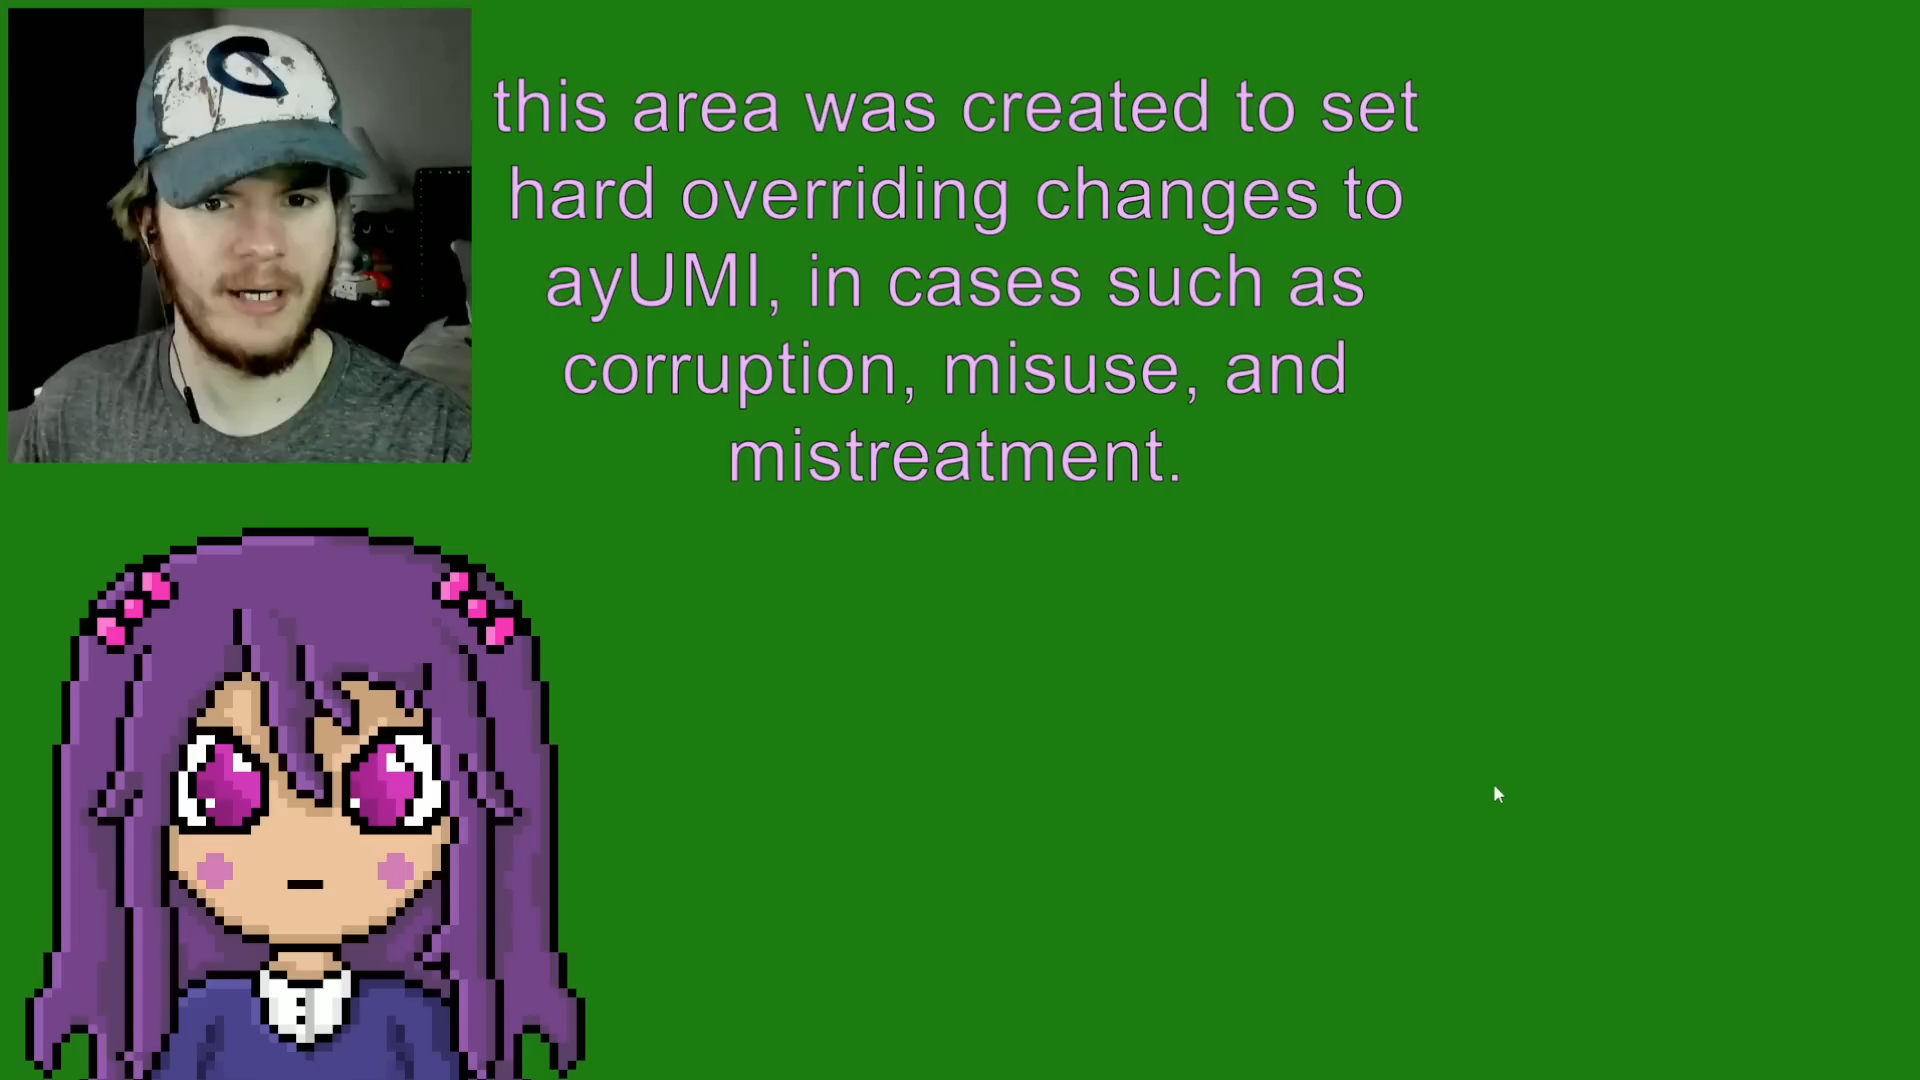 this area was created to set
hard overriding changes to
ayUMI, in cases such as
corruption, misuse, and
mistreatment.